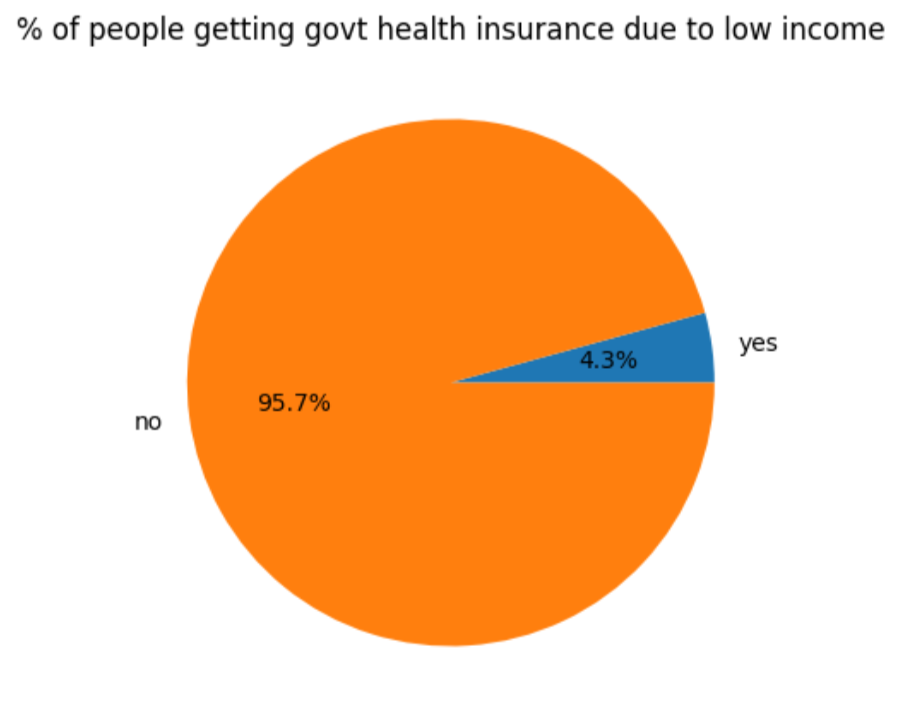 % of people getting govt health insurance due to low income
yes
4.3%
95.7%
no